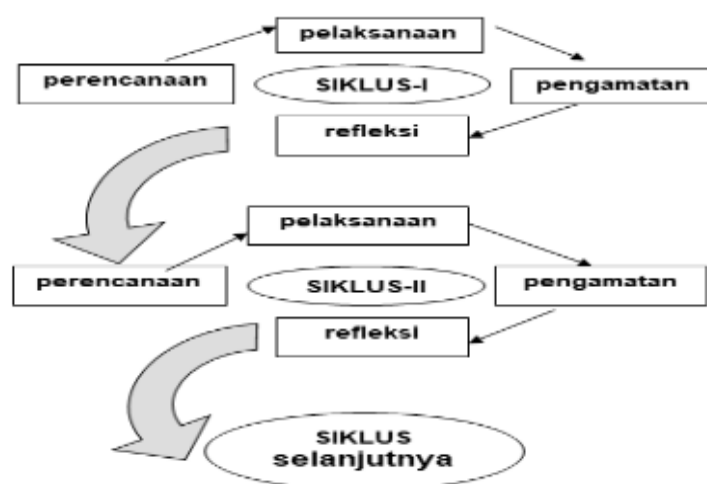 pelaksanaan
perencanaan
SIKLUS-I
pengamatan
refleksi
pelaksanaan
perencanaan
SIKLUS-II
pengamatan
refleksi
SIKLUS
selanjutnya